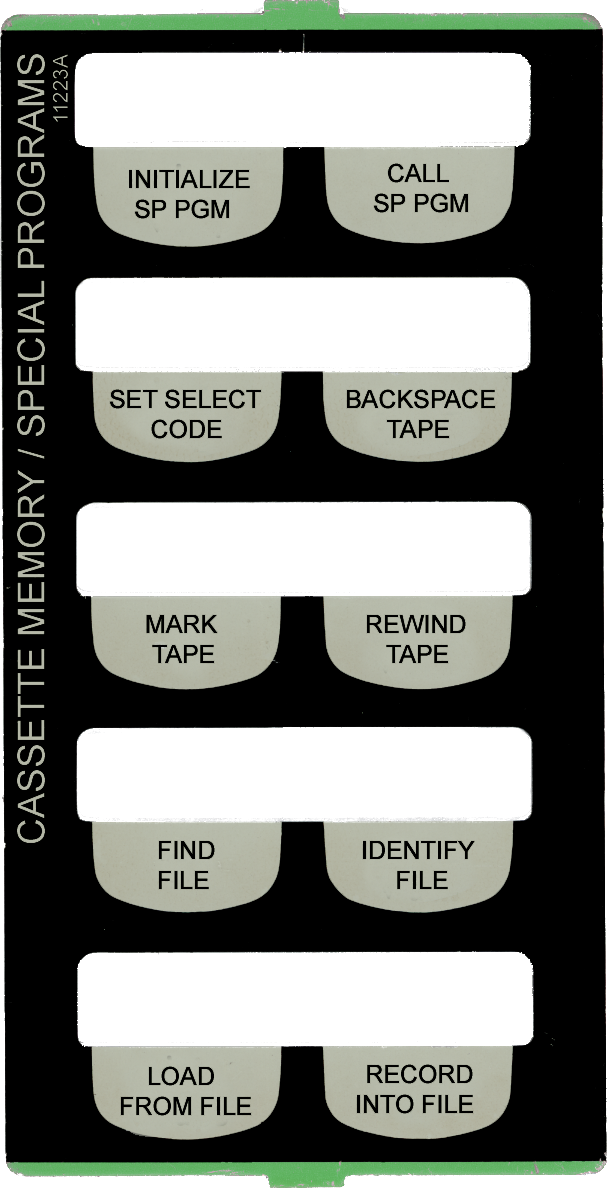 CASSETTE MEMORY / SPECIAL PROGRAMS
11223A
INITIALIZE
SP PGM
CALL
SP PGM
SET SELECT
CODE
BACKSPACE
TAPE
MARK
TAPE
REWIND
TAPE
FIND
FILE
IDENTIFY
FILE
LOAD
FROM FILE
RECORD
INTO FILE